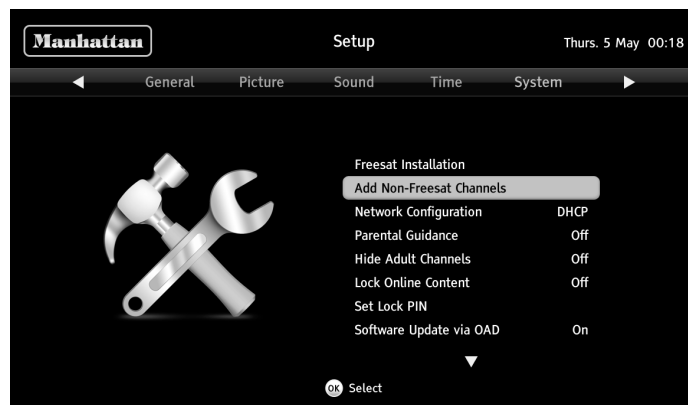 Manhattan Setup Thurs. 5 May 00:18
General Picture Sound Time System
Freesat Installation
Add Non-Freesat Channels
Network Configuration DHCP
Parental Guidance Off
Hide Adult Channels Off
Lock Online Content Off
Set Lock PIN
Software Update via OAD On
OK Select